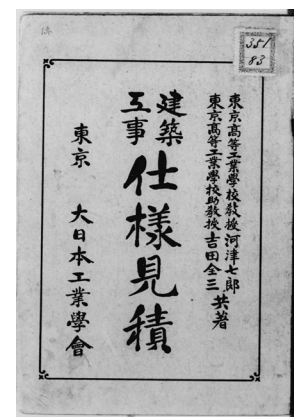 351
83
東京高等工業學校教授河津七郎
東京高等工業學校助教授吉田全三
共著
建築
工事
仕様見積
東京 大日本工業學會